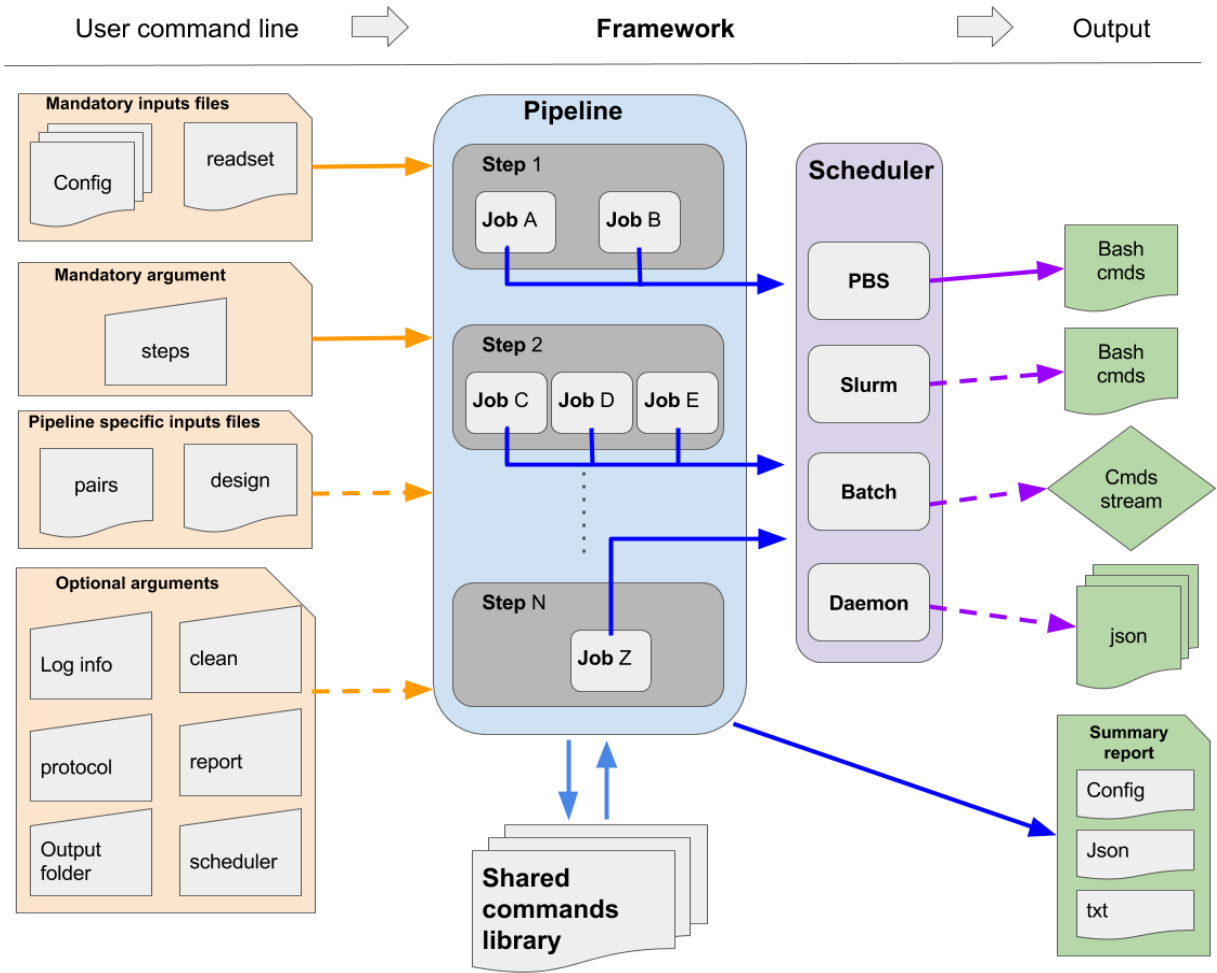 User command line
Framework
Output
Mandatory inputs files
Config
readset
Mandatory argument
steps
Pipeline specific inputs files
pairs
design
Optional arguments
Log info
clean
protocol
report
Output
folder
scheduler
Pipeline
Step 1
Job A
Job B
Step 2
Job C
Job D
Job E
Step N
Job Z
Shared
commands
library
Scheduler
PBS
Slurm
Batch
Daemon
Bash
cmds
Bash
cmds
Cmds
stream
json
Summary
report
Config
Json
txt